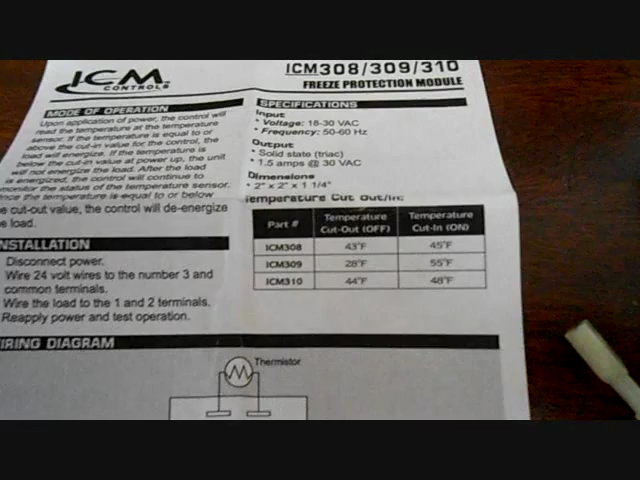 ICM
CONTROLS
ICM308/309/310
FREEZE PROTECTION MODULE
MODE OF OPERATION
Upon application of power, the control will
read the temperature at the temperature
sensor. If the temperature is equal to or
above the cut-in value for the control, the
load will energize. If the temperature is
below the cut-in value at power up, the unit
will not energize the load. After the load
is energized, the control will continue to
monitor the status of the temperature sensor.
Once the temperature is equal to or below
the cut-out value, the control will de-energize
the load.
INSTALLATION
Disconnect power.
Wire 24 volt wires to the number 3 and
common terminals.
Wire the load to the 1 and 2 terminals.
Reapply power and test operation.
SPECIFICATIONS
Input
* Voltage: 18-30 VAC
* Frequency: 50-60 Hz
Output
* Solid state (triac)
* 1.5 amps @ 30 VAC
Dimensions
* 2" x 2" x 1 1/4"
Temperature Cut Out/In:
Part # Temperature Cut-Out (OFF) Temperature Cut-In (ON)
ICM308 43°F 45°F
ICM309 28°F 55°F
ICM310 44°F 48°F
WIRING DIAGRAM
Thermistor